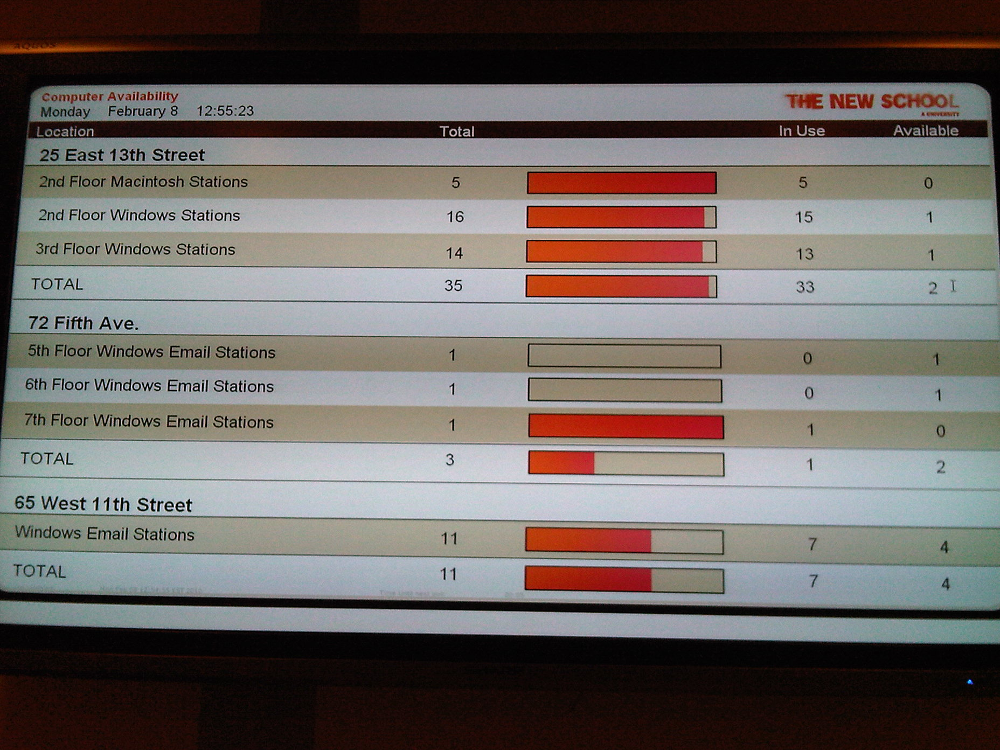 AQUOS
Computer Availability
Monday February 8 12:55:23
THE NEW SCHOOL
A UNIVERSITY
Location Total In Use Available
25 East 13th Street
2nd Floor Macintosh Stations 5 5 0
2nd Floor Windows Stations 16 15 1
3rd Floor Windows Stations 14 13 1
TOTAL 35 33 2
72 Fifth Ave.
5th Floor Windows Email Stations 1 0 1
6th Floor Windows Email Stations 1 0 1
7th Floor Windows Email Stations 1 1 0
TOTAL 3 1 2
65 West 11th Street
Windows Email Stations 11 7 4
TOTAL 11 7 4